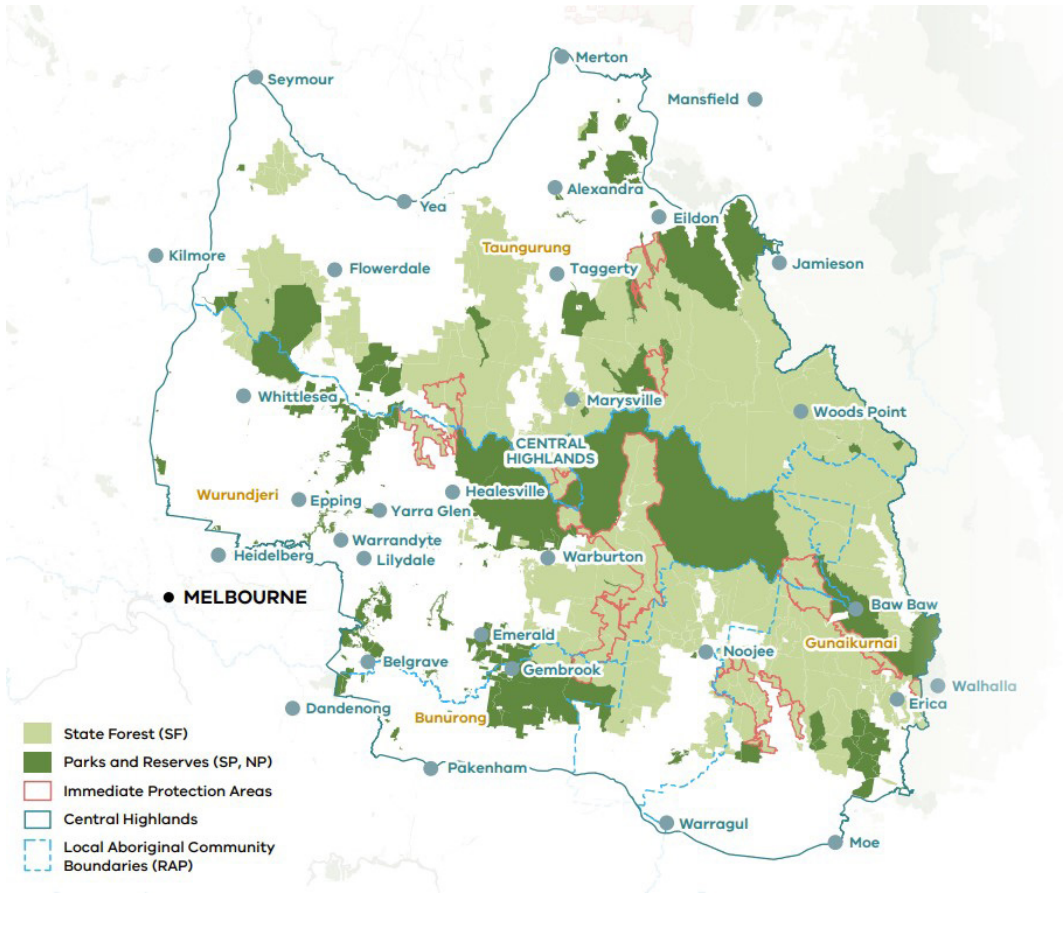 Merton
Seymour
Mansfield
Alexandra
Yea
Eildon
Taungurung
Kilmore
Flowerdale
Taggerty
Jamieson
Whittlesea
Marysville
Woods Point
CENTRAL
HIGHLANDS
Wurundjeri
Epping
Healesville
Yarra Glen
Warrandyte
Heidelberg
Lilydale
Warburton
MELBOURNE
Baw Baw
Emerald
Gunaikurnai
Noojee
Belgrave
Gembrook
Walhalla
Erica
Dandenong
Bunurong
State Forest (SF)
Parks and Reserves (SP, NP)
Pakenham
Immediate Protection Areas
Central Highlands
Warragul
Local Aboriginal Community
Boundaries (RAP)
Moe